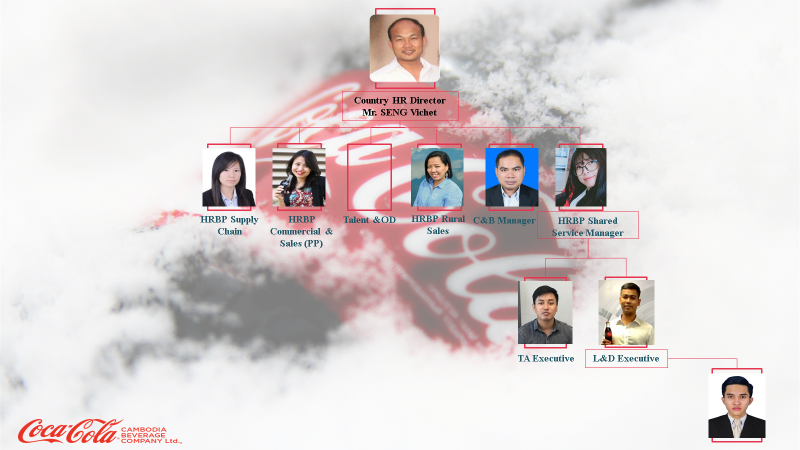 Country HR Director
Mr. SENG Vichet
HRBP Supply
Chain
HRBP
Commercial &
Sales (PP)
Talent &OD
HRBP Rural
Sales
C&B Manager
HRBP Shared
Service Manager
TA Executive
L&D Executive
Coca-Cola
CAMBODIA
BEVERAGE
COMPANY Ltd.,